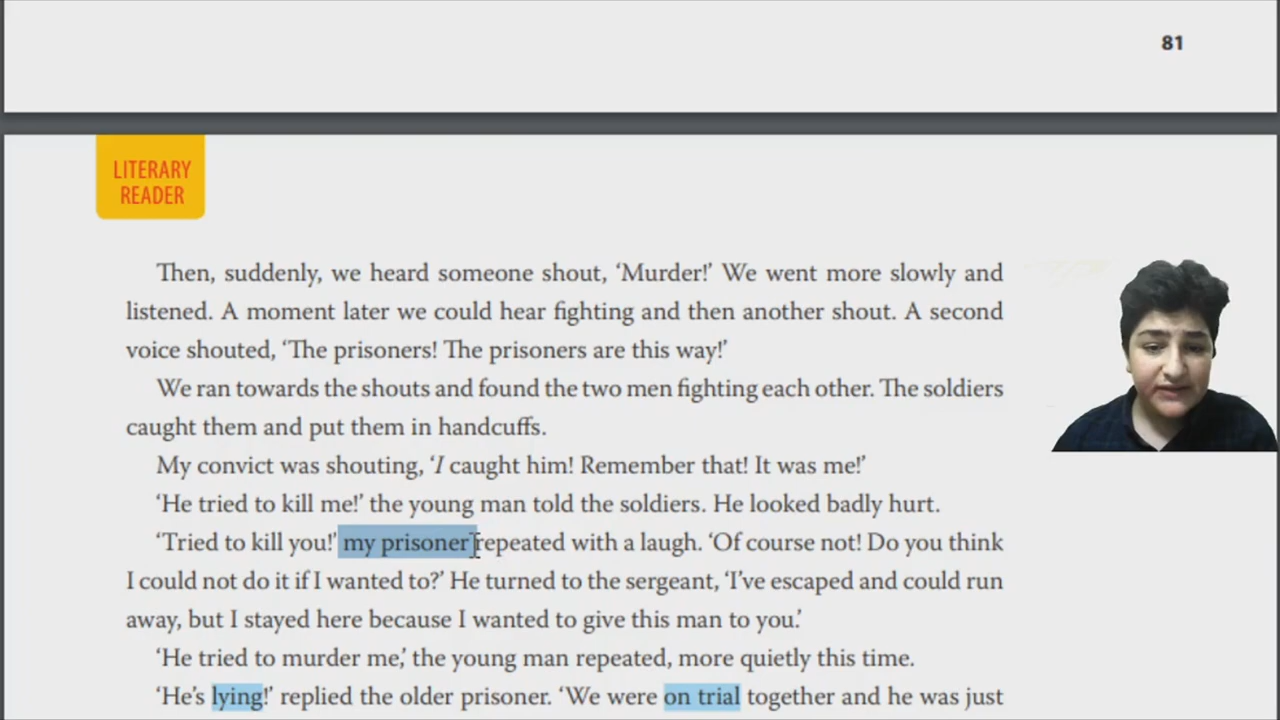 81
LITERARY
READER
Then, suddenly, we heard someone shout, ‘Murder!’ We went more slowly and
listened. A moment later we could hear fighting and then another shout. A second
voice shouted, ‘The prisoners! The prisoners are this way!’
We ran towards the shouts and found the two men fighting each other. The soldiers
caught them and put them in handcuffs.
My convict was shouting, ‘I caught him! Remember that! It was me!’
‘He tried to kill me!’ the young man told the soldiers. He looked badly hurt.
‘Tried to kill you!’ my prisoner repeated with a laugh. ‘Of course not! Do you think
I could not do it if I wanted to?’ He turned to the sergeant, ‘I’ve escaped and could run
away, but I stayed here because I wanted to give this man to you.’
‘He tried to murder me,’ the young man repeated, more quietly this time.
‘He’s lying!’ replied the older prisoner. ‘We were on trial together and he was just